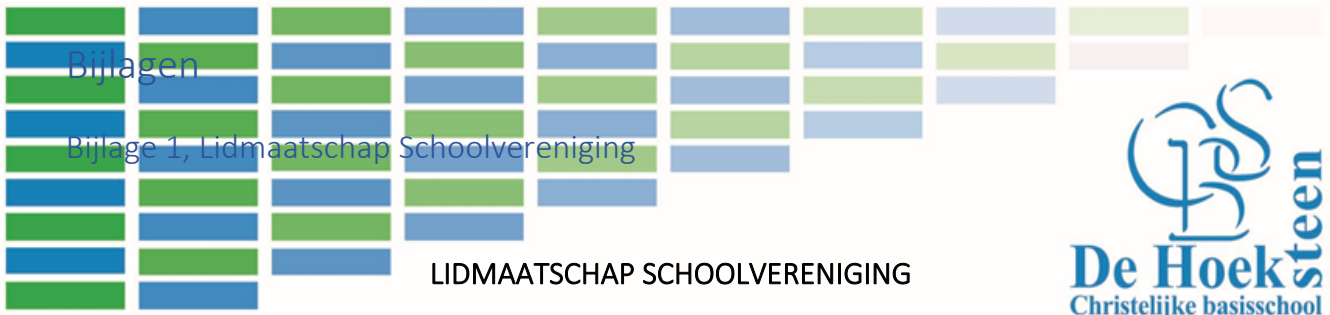 Bijlagen
Bijlage 1, Lidmaatschap Schoolvereniging
LIDMAATSCHAP SCHOOLVERENIGING
CBS
De Hoeksteen
Christelijke basisschool